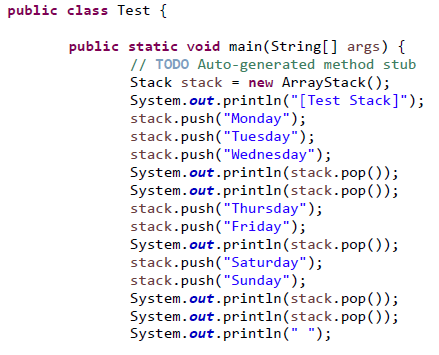 public class Test {
public static void main(String[] args) {
// TODO Auto-generated method stub
Stack stack = new ArrayStack();
System.out.println("[Test Stack]");
stack.push("Monday");
stack.push("Tuesday");
stack.push("Wednesday");
System.out.println(stack.pop());
System.out.println(stack.pop());
stack.push("Thursday");
stack.push("Friday");
System.out.println(stack.pop());
stack.push("Saturday");
stack.push("Sunday");
System.out.println(stack.pop());
System.out.println(stack.pop());
System.out.println(" ");